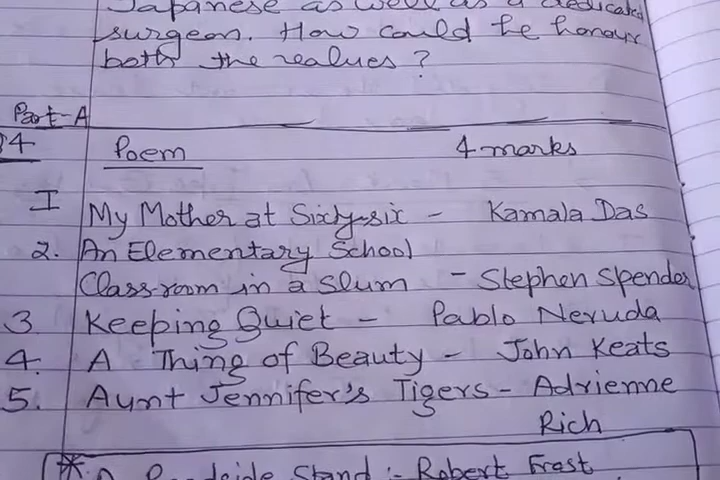 Japanese as well as a dedicated
surgeon. How could he honour
both the realues?
Part-A
4 Poem 4 marks
I My Mother at Sixty-six - Kamala Das
2. An Elementary School
Classroom in a Slum - Stephen Spender
3 Keeping Quiet - Pablo Neruda
4. A Thing of Beauty - John Keats
5. Aunt Jennifer's Tigers - Adrienne
Rich
* A Roadside Stand :- Robert Frost